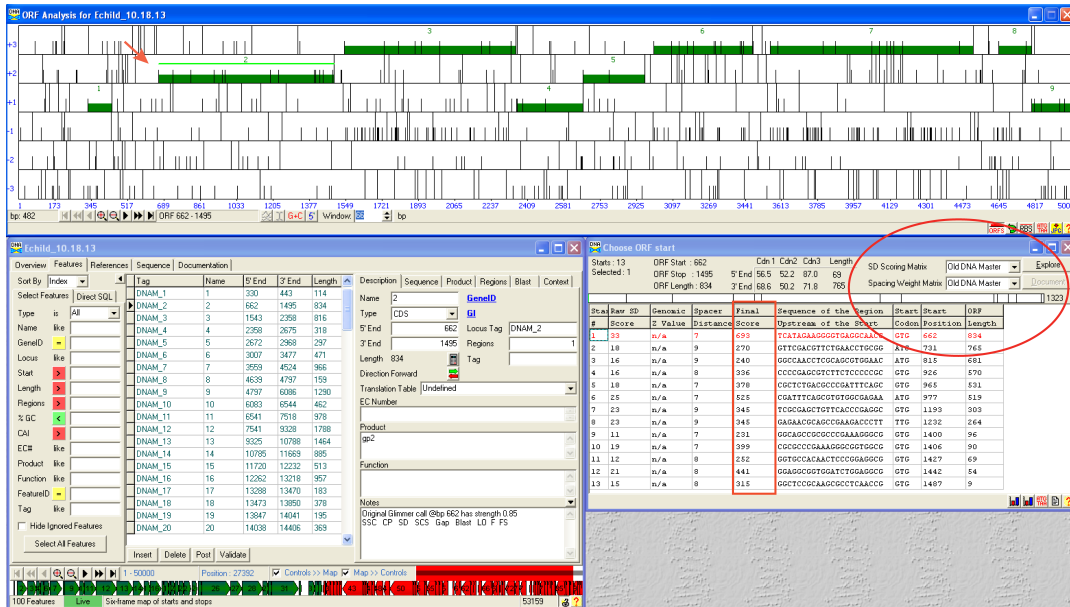 ORF Analysis for Echild_10.18.13
3 6 7 8
+3
2 5
+2
1 4 9
+1
-1
-2
-3
1 173 345 517 689 861 1033 1205 1377 1549 1721 1893 2065 2237 2409 2581 2753 2925 3097 3269 3441 3613 3785 3957 4129 4301 4473 4645 4817 500
bp: 482 ORF 662 - 1495 G+C 5' Window: bp
ORFS RBS ATG TAA JPG ?
Echild_10.18.13
Overview Features References Sequence Documentation
Sort By Index
Select Features Direct SQL
Type is All
Name like
GeneID =
Locus like
Start >
Length >
Regions >
% GC <
CAI >
EC# like
Product like
Function like
FeatureID =
Tag like
Hide Ignored Features
Select All Features
Tag Name 5' End 3' End Length
DNAM_1 1 330 443 114
DNAM_2 2 662 1495 834
DNAM_3 3 1543 2358 816
DNAM_4 4 2358 2675 318
DNAM_5 5 2672 2968 297
DNAM_6 6 3007 3477 471
DNAM_7 7 3559 4524 966
DNAM_8 8 4639 4797 159
DNAM_9 9 4797 6086 1290
DNAM_10 10 6083 6544 462
DNAM_11 11 6541 7518 978
DNAM_12 12 7541 9328 1788
DNAM_13 13 9325 10788 1464
DNAM_14 14 10785 11669 885
DNAM_15 15 11720 12232 513
DNAM_16 16 12262 13218 957
DNAM_17 17 13288 13470 183
DNAM_18 18 13473 13850 378
DNAM_19 19 13847 14041 195
DNAM_20 20 14038 14406 369
Insert Delete Post Validate
Description Sequence Product Regions Blast Context
Name 2 GeneID
Type CDS GI
5' End 662 Locus Tag DNAM_2
3' End 1495 Regions 1
Length 834 Tag
Direction Forward
Translation Table Undefined
EC Number
Product
gp2
Function
Notes
Original Glimmer call @bp 662 has strength 0.85
SSC CP SD SCS Gap Blast LO F FS
1 - 50000 Position : 27392 Controls >> Map Map >> Controls
100 Features Live Six-frame map of starts and stops 53159 ?
Choose ORF start
Starts : 13 ORF Start : 662 Cdn 1 Cdn2 Cdn3 Length
Selected : 1 ORF Stop : 1495 5' End 56.5 52.2 87.0 69
ORF Length : 834 3' End 68.6 50.2 71.8 765
SD Scoring Matrix Old DNA Master Explore
Spacing Weight Matrix Old DNA Master Document
1323
Star Raw SD Genomic Spacer Final Sequence of the Region Start Start ORF
# Score Z Value Distance Score Upstream of the Start Codon Position Length
1 33 n/a 7 693 TCATAGAAGGGGTGAGGCAACG GTG 662 834
2 18 n/a 9 270 GTTCGACGTTCTGAACCTGCGG ATG 731 765
3 16 n/a 9 240 GGCCAACCTCGCAGCGTGGAAC GTG 815 681
4 16 n/a 8 336 CCCCGAGCGTCTTCTCCCCCGC GTG 926 570
5 18 n/a 7 378 CGCTCTGACGCCCGATTTCAGC GTG 965 531
6 25 n/a 7 525 CGATTTCAGCGTGTGGCGAGAA ATG 977 519
7 23 n/a 9 345 TCGCGAGCTGTTCACCCGAGGC GTG 1193 303
8 23 n/a 9 345 GAGAACGCAGCCGAAGACCCTT TTG 1232 264
9 11 n/a 7 231 GGCAGCCGCGCCCGAAAGGGCG GTG 1400 96
10 19 n/a 7 399 CGCGCCCGAAAGGGCGGTGGCC GTG 1406 90
11 12 n/a 8 252 GGTGCCACAACTCCCGGAGGCG GTG 1427 69
12 21 n/a 8 441 GGAGGCGGTGGATCTGGAGGCG GTG 1442 54
13 15 n/a 8 315 GGCTCCGCAAGCGCCTCAACCG GTG 1487 9